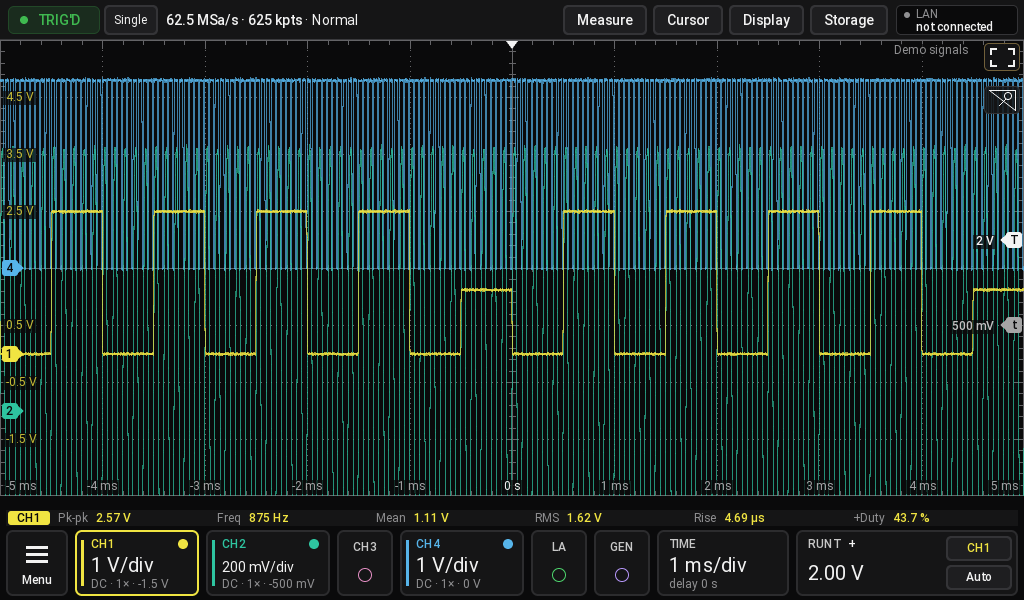 TRIG'D
Single
62.5 MSa/s · 625 kpts · Normal
Measure
Cursor
Display
Storage
LAN
not connected
Demo signals
4.5 V
3.5 V
2.5 V
2 V
T
4
0.5 V
500 mV
t
1
-0.5 V
2
-1.5 V
-5 ms
-4 ms
-3 ms
-2 ms
-1 ms
0 s
1 ms
2 ms
3 ms
4 ms
5 ms
CH1 Pk-pk 2.57 V Freq 875 Hz Mean 1.11 V RMS 1.62 V Rise 4.69 µs +Duty 43.7 %
Menu
CH1
1 V/div
DC · 1× · -1.5 V
CH2
200 mV/div
DC · 1× · -500 mV
CH3
CH4
1 V/div
DC · 1× · 0 V
LA
GEN
TIME
1 ms/div
delay 0 s
RUNT +
2.00 V
CH1
Auto